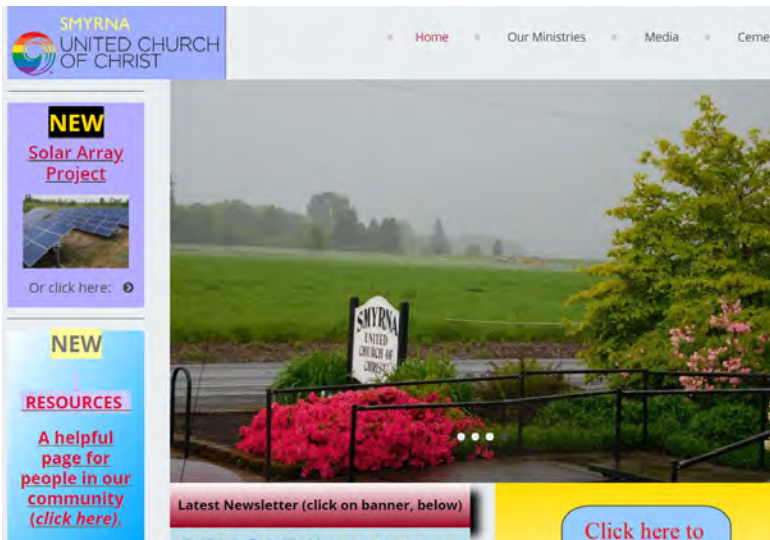 SMYRNA
UNITED CHURCH
OF CHRIST
Home
Our Ministries
Media
Ceme
NEW
Solar Array
Project
Or click here:
NEW
RESOURCES
A helpful
page for
people in our
community
(click here).
SMYRNA
UNITED
CHURCH OF
CHRIST
Latest Newsletter (click on banner, below)
Click here to